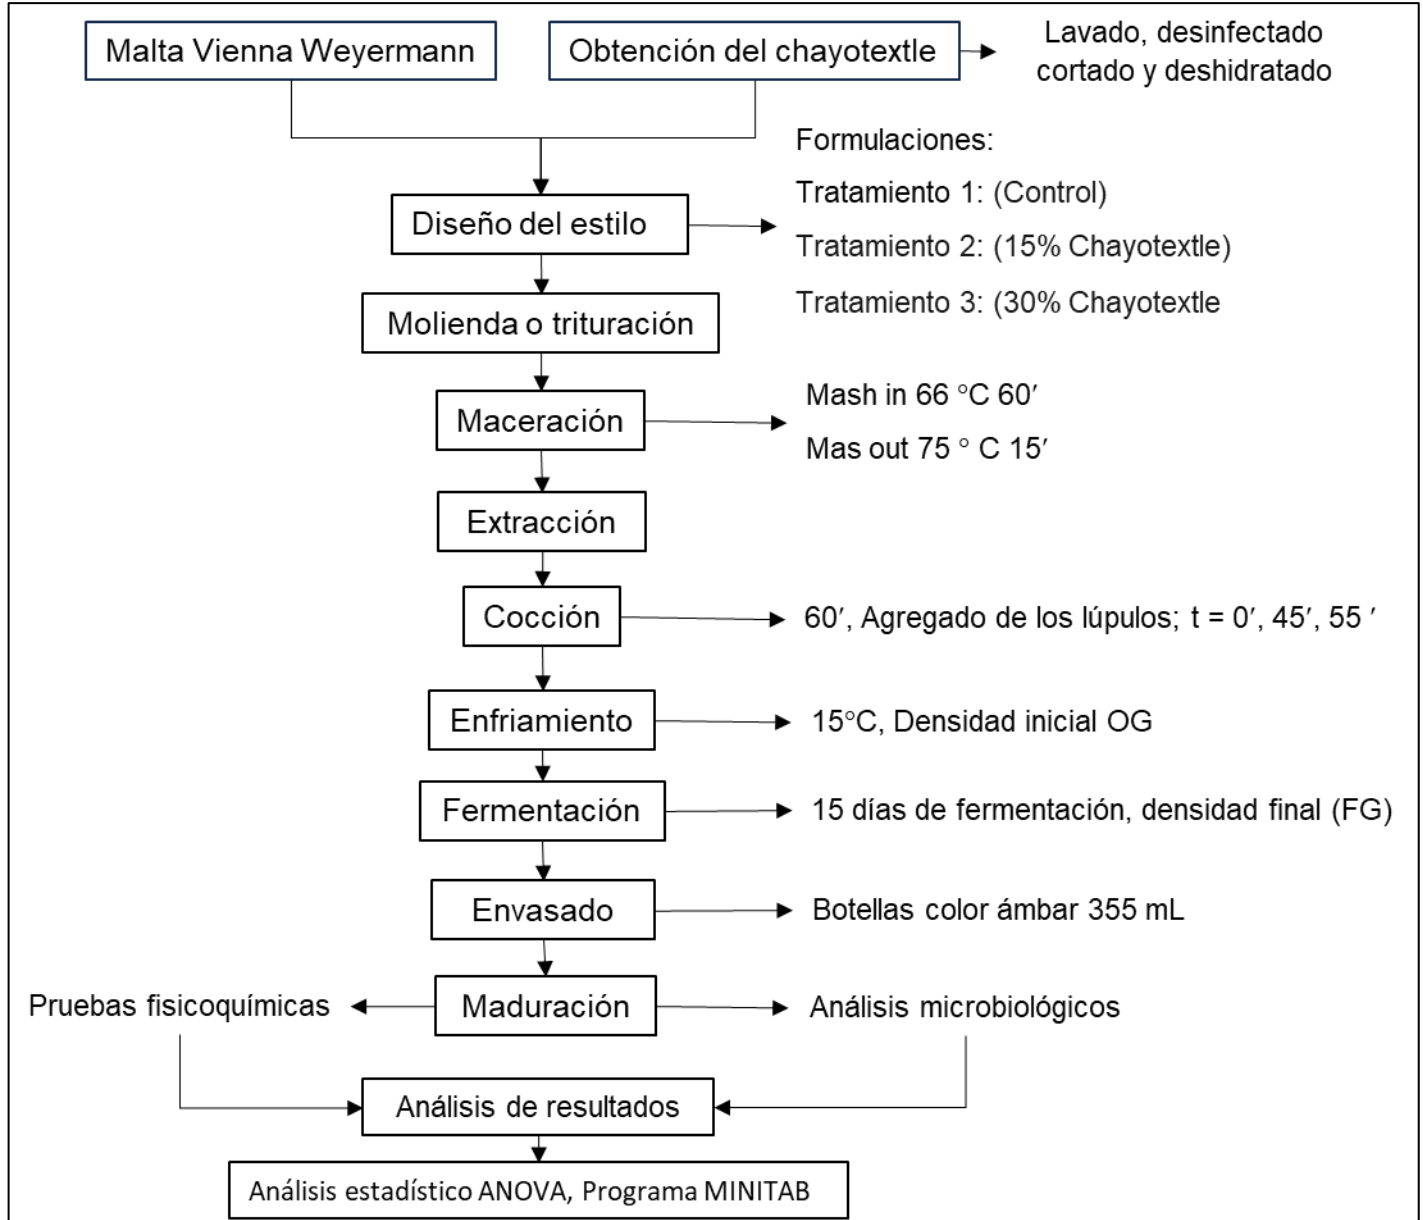 Malta Vienna Weyermann
Obtención del chayotextle
Lavado, desinfectado
cortado y deshidratado
Diseño del estilo
Formulaciones:
Tratamiento 1: (Control)
Tratamiento 2: (15% Chayotextle)
Tratamiento 3: (30% Chayotextle
Molienda o trituración
Maceración
Mash in 66 °C 60′
Mas out 75 ° C 15′
Extracción
Cocción
60′, Agregado de los lúpulos; t = 0′, 45′, 55 ′
Enfriamiento
15°C, Densidad inicial OG
Fermentación
15 días de fermentación, densidad final (FG)
Envasado
Botellas color ámbar 355 mL
Pruebas fisicoquímicas
Maduración
Análisis microbiológicos
Análisis de resultados
Análisis estadístico ANOVA, Programa MINITAB